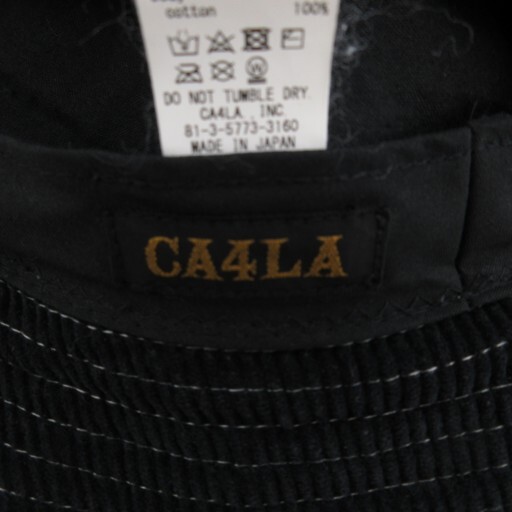 cotton 100%
DO NOT TUMBLE DRY.
CA4LA , INC
81-3-5773-3160
MADE IN JAPAN
CA4LA